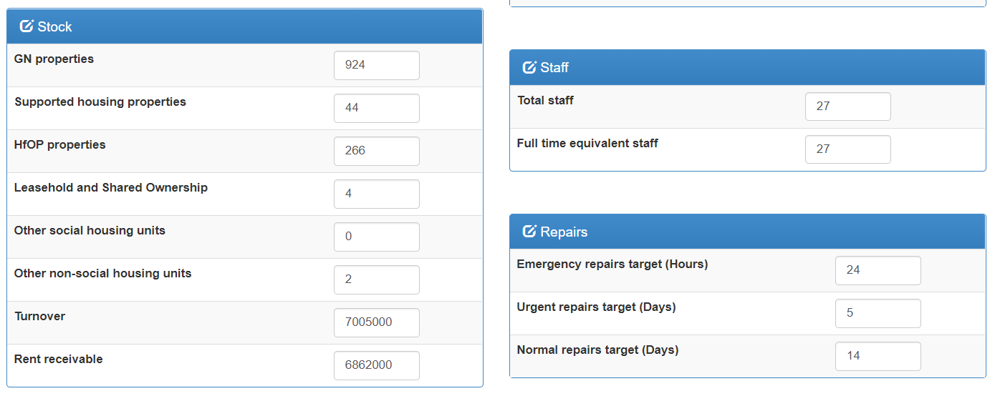 Stock
GN properties 924
Supported housing properties 44
HfOP properties 266
Leasehold and Shared Ownership 4
Other social housing units 0
Other non-social housing units 2
Turnover 7005000
Rent receivable 6862000
Staff
Total staff 27
Full time equivalent staff 27
Repairs
Emergency repairs target (Hours) 24
Urgent repairs target (Days) 5
Normal repairs target (Days) 14